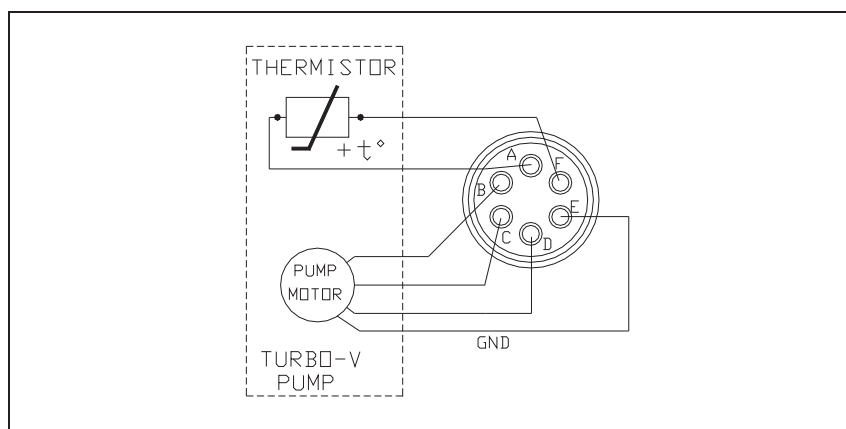 THERMISTOR
+t°
A
F
B
E
C
D
PUMP
MOTOR
GND
TURBO-V
PUMP